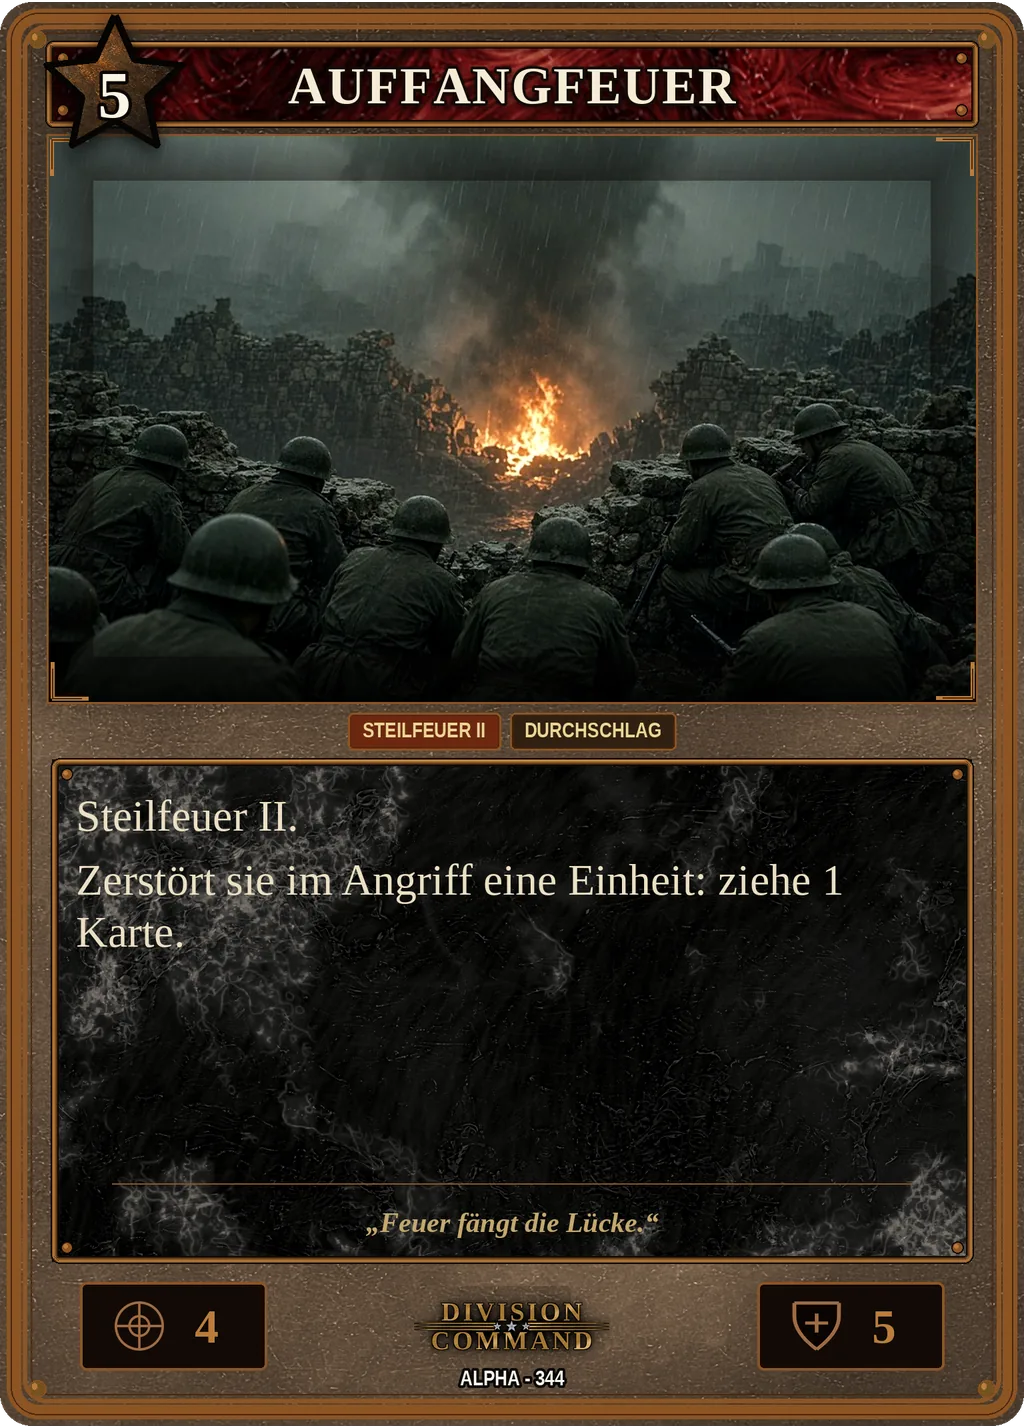 5
AUFFANGFEUER
STEILFEUER II
DURCHSCHLAG
Steilfeuer II.
Zerstört sie im Angriff eine Einheit: ziehe 1
Karte.
„Feuer fängt die Lücke.“
4
DIVISION
COMMAND
5
ALPHA - 344